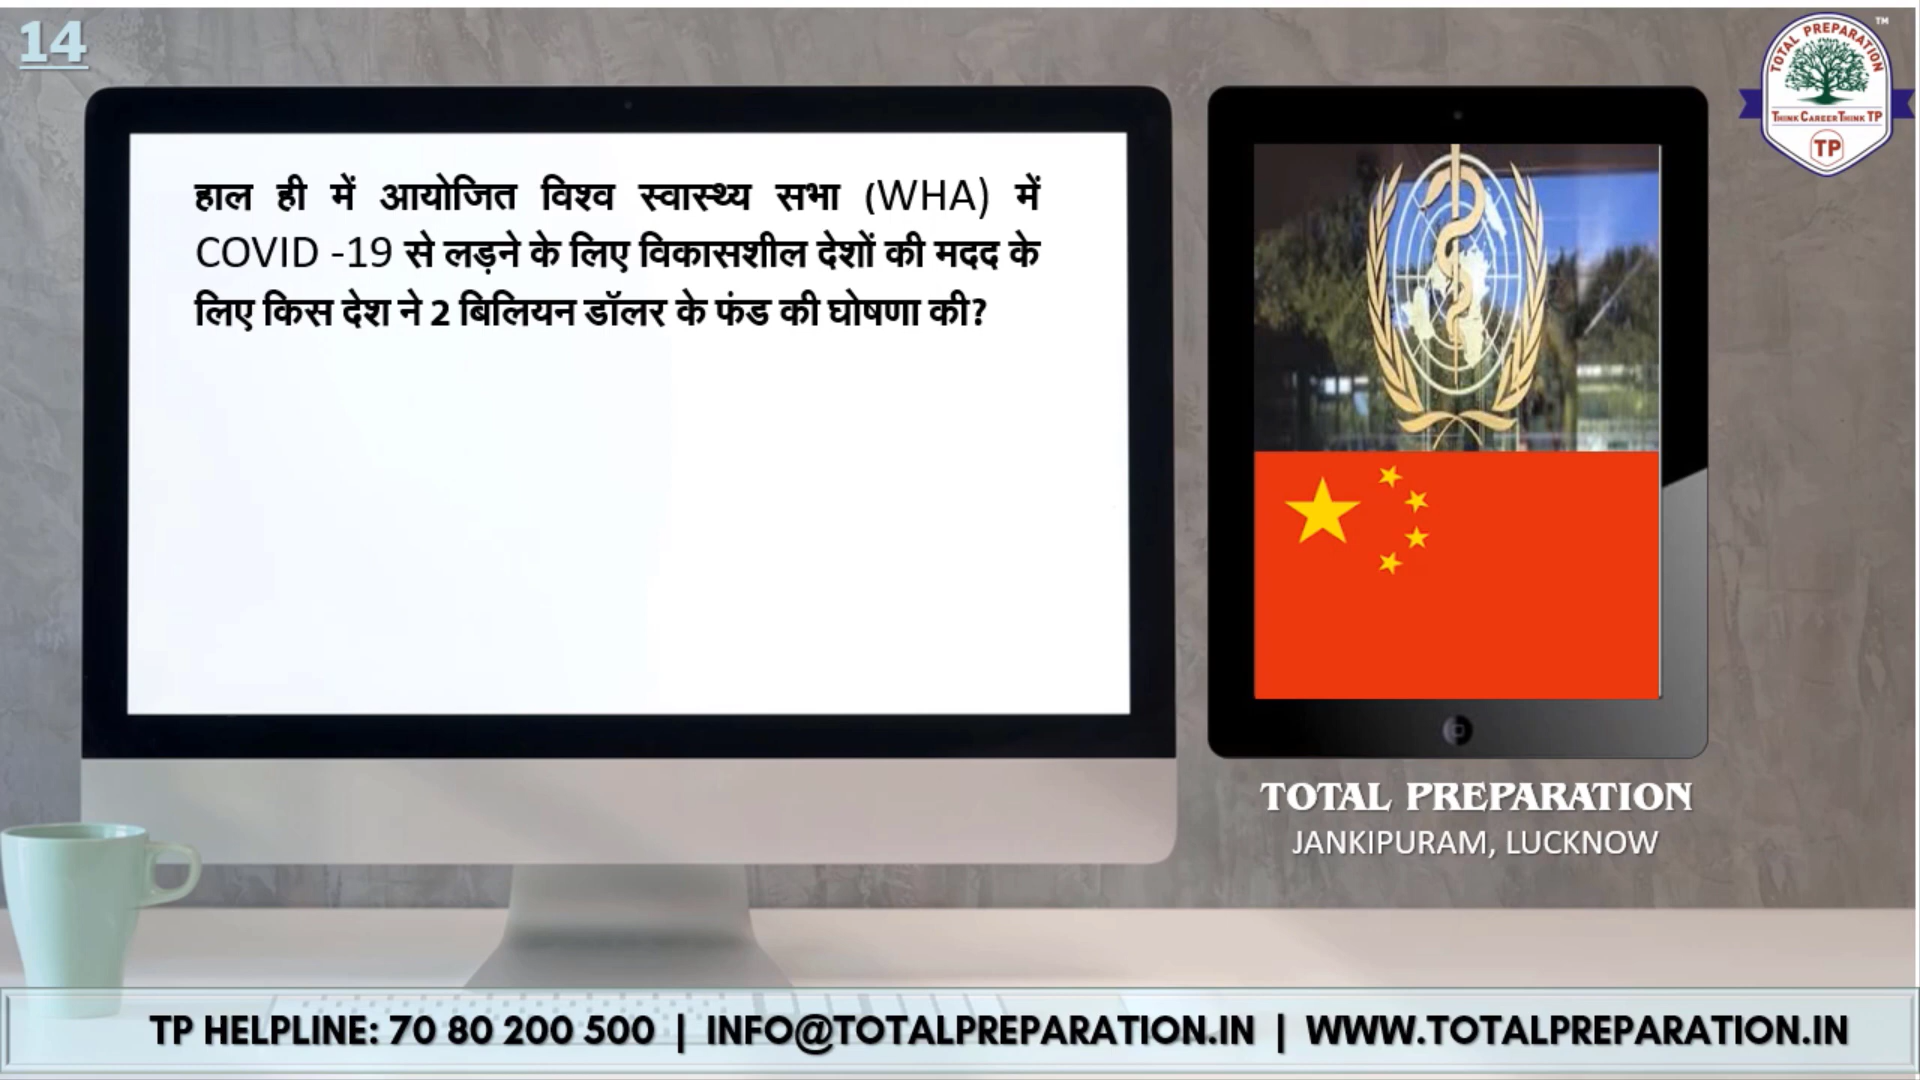 14
हाल ही में आयोजित विश्व स्वास्थ्य सभा (WHA) में
COVID -19 से लड़ने के लिए विकासशील देशों की मदद के
लिए किस देश ने 2 बिलियन डॉलर के फंड की घोषणा की?
TOTAL PREPARATION
TM
THINK CAREER THINK TP
TP
TOTAL PREPARATION
JANKIPURAM, LUCKNOW
TP HELPLINE: 70 80 200 500 | INFO@TOTALPREPARATION.IN | WWW.TOTALPREPARATION.IN